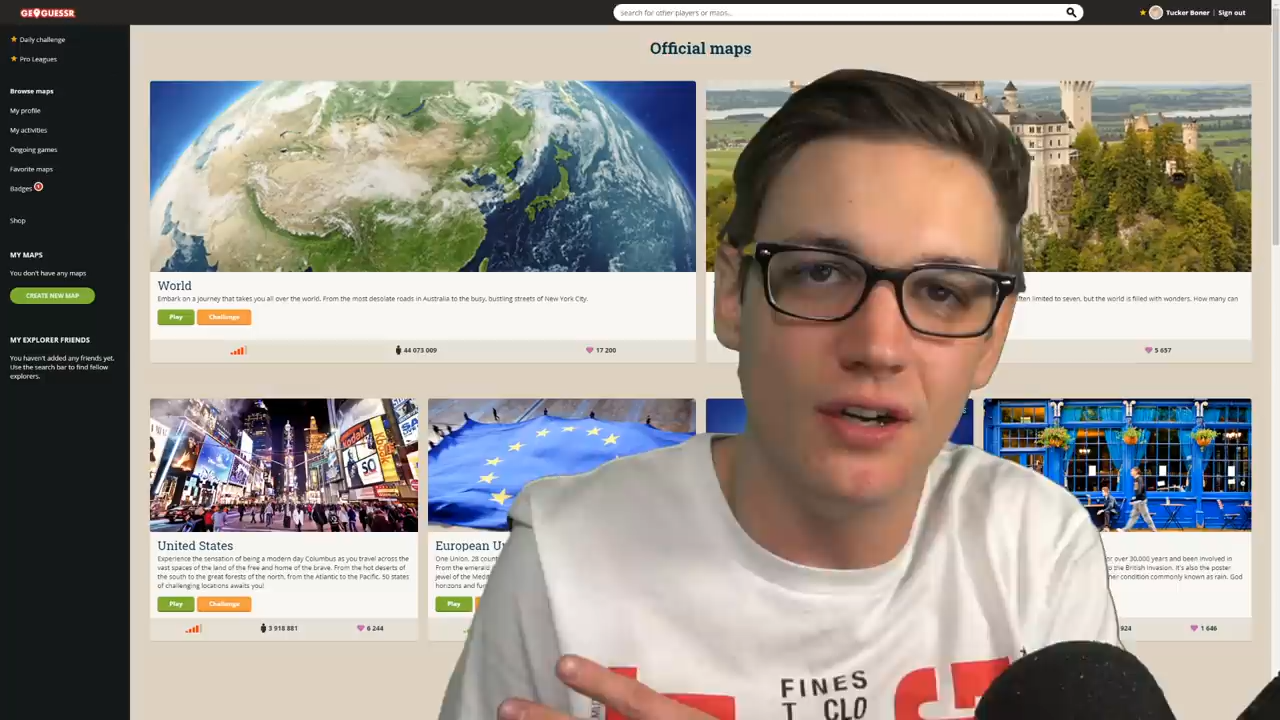 GEOGUESSR
search for other players or maps...
Tucker Boner | Sign out
Daily challenge
Pro Leagues
Browse maps
My profile
My activities
Ongoing games
Favorite maps
Badges 1
Shop
MY MAPS
You don't have any maps
CREATE NEW MAP
MY EXPLORER FRIENDS
You haven't added any friends yet.
Use the search bar to find fellow
explorers.
Official maps
World
Embark on a journey that takes you all over the world. From the most desolate roads in Australia to the busy, bustling streets of New York City.
Play Challenge
44 073 009
17 200
often limited to seven, but the world is filled with wonders. How many can
5 657
Kodak
50
United States
Experience the sensation of being a modern day Columbus as you travel across the
vast spaces of the land of the free and home of the brave. From the hot deserts of
the south to the great forests of the north, from the Atlantic to the Pacific, 50 states
of challenging locations awaits you!
Play Challenge
3 918 881
6 244
European Un
One Union, 28 count
From the emerald
jewel of the Medit
horizons and fur
Play
for over 30,000 years and been involved in
the British Invasion. It's also the poster
her condition commonly known as rain. God
924
1 646
FINES
T CLO